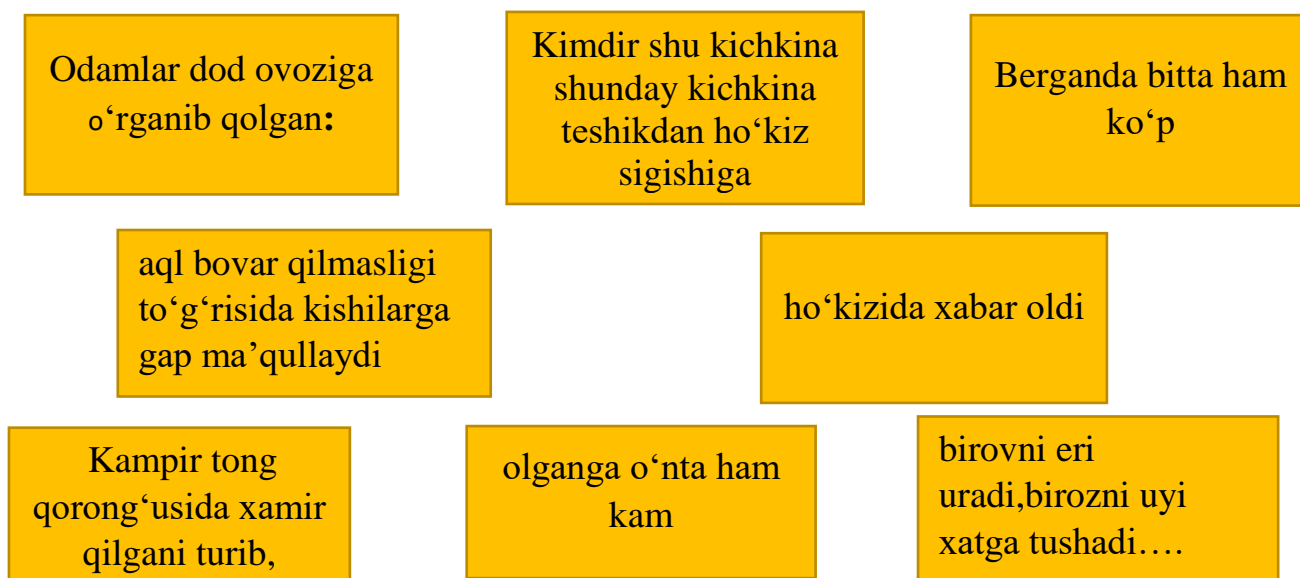 Odamlar dod ovoziga
o‘rganib qolgan:
Kimdir shu kichkina
shunday kichkina
teshikdan ho‘kiz
sigishiga
Berganda bitta ham
ko‘p
aql bovar qilmasligi
to‘g‘risida kishilarga
gap ma’qullaydi
ho‘kizida xabar oldi
Kampir tong
qorong‘usida xamir
qilgani turib,
olganga o‘nta ham
kam
birovni eri
uradi,birozni uyi
xatga tushadi….